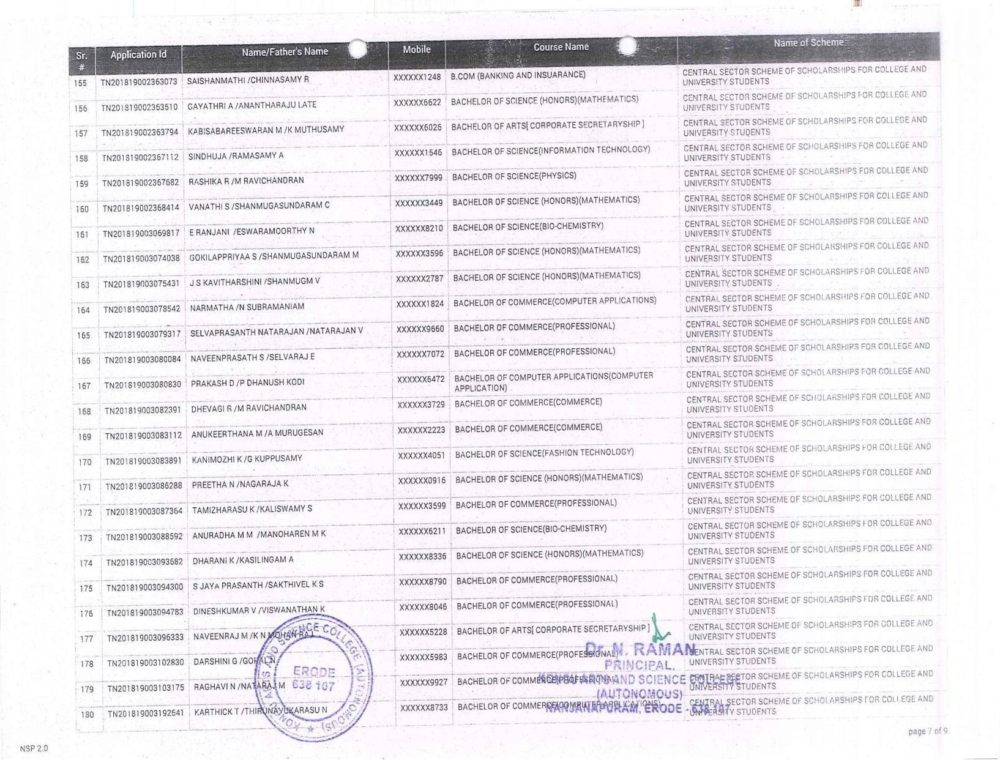 Sr. # Application Id Name/Father's Name Mobile Course Name Name of Scheme
155 TN201819002363073 SAISHANMATHI /CHINNASAMY R XXXXXX1248 B.COM (BANKING AND INSUARANCE) CENTRAL SECTOR SCHEME OF SCHOLARSHIPS FOR COLLEGE AND
UNIVERSITY STUDENTS
156 TN201819002363510 GAYATHRI A /ANANTHARAJU LATE XXXXXX6622 BACHELOR OF SCIENCE (HONORS)(MATHEMATICS) CENTRAL SECTOR SCHEME OF SCHOLARSHIPS FOR COLLEGE AND
UNIVERSITY STUDENTS
157 TN201819002363794 KABISABAREESWARAN M /K MUTHUSAMY XXXXXX6026 BACHELOR OF ARTS[ CORPORATE SECRETARYSHIP ] CENTRAL SECTOR SCHEME OF SCHOLARSHIPS FOR COLLEGE AND
UNIVERSITY STUDENTS
158 TN201819002367112 SINDHUJA /RAMASAMY A XXXXXX1546 BACHELOR OF SCIENCE(INFORMATION TECHNOLOGY) CENTRAL SECTOR SCHEME OF SCHOLARSHIPS FOR COLLEGE AND
UNIVERSITY STUDENTS
159 TN201819002367682 RASHIKA R /M RAVICHANDRAN XXXXXX7999 BACHELOR OF SCIENCE(PHYSICS) CENTRAL SECTOR SCHEME OF SCHOLARSHIPS FOR COLLEGE AND
UNIVERSITY STUDENTS
160 TN201819002368414 VANATHI S /SHANMUGASUNDARAM C XXXXXX3449 BACHELOR OF SCIENCE (HONORS)(MATHEMATICS) CENTRAL SECTOR SCHEME OF SCHOLARSHIPS FOR COLLEGE AND
UNIVERSITY STUDENTS
161 TN201819003069817 E RANJANI /ESWARAMOORTHY N XXXXXX8210 BACHELOR OF SCIENCE(BIO-CHEMISTRY) CENTRAL SECTOR SCHEME OF SCHOLARSHIPS FOR COLLEGE AND
UNIVERSITY STUDENTS
162 TN201819003074038 GOKILAPPRIYAA S /SHANMUGASUNDARAM M XXXXXX3596 BACHELOR OF SCIENCE (HONORS)(MATHEMATICS) CENTRAL SECTOR SCHEME OF SCHOLARSHIPS FOR COLLEGE AND
UNIVERSITY STUDENTS
163 TN201819003075431 J S KAVITHARSHINI /SHANMUGM V XXXXXX2787 BACHELOR OF SCIENCE (HONORS)(MATHEMATICS) CENTRAL SECTOR SCHEME OF SCHOLARSHIPS FOR COLLEGE AND
UNIVERSITY STUDENTS
164 TN201819003078542 NARMATHA /N SUBRAMANIAM XXXXXX1824 BACHELOR OF COMMERCE(COMPUTER APPLICATIONS) CENTRAL SECTOR SCHEME OF SCHOLARSHIPS FOR COLLEGE AND
UNIVERSITY STUDENTS
165 TN201819003079317 SELVAPRASANTH NATARAJAN /NATARAJAN V XXXXXX9660 BACHELOR OF COMMERCE(PROFESSIONAL) CENTRAL SECTOR SCHEME OF SCHOLARSHIPS FOR COLLEGE AND
UNIVERSITY STUDENTS
166 TN201819003080084 NAVEENPRASATH S /SELVARAJ E XXXXXX7072 BACHELOR OF COMMERCE(PROFESSIONAL) CENTRAL SECTOR SCHEME OF SCHOLARSHIPS FOR COLLEGE AND
UNIVERSITY STUDENTS
167 TN201819003080830 PRAKASH D /P DHANUSH KODI XXXXXX6472 BACHELOR OF COMPUTER APPLICATIONS(COMPUTER CENTRAL SECTOR SCHEME OF SCHOLARSHIPS FOR COLLEGE AND
APPLICATION) UNIVERSITY STUDENTS
168 TN201819003082391 DHEVAGI R /M RAVICHANDRAN XXXXXX3729 BACHELOR OF COMMERCE(COMMERCE) CENTRAL SECTOR SCHEME OF SCHOLARSHIPS FOR COLLEGE AND
UNIVERSITY STUDENTS
169 TN201819003083112 ANUKEERTHANA M /A MURUGESAN XXXXXX2223 BACHELOR OF COMMERCE(COMMERCE) CENTRAL SECTOR SCHEME OF SCHOLARSHIPS FOR COLLEGE AND
UNIVERSITY STUDENTS
170 TN201819003083891 KANIMOZHI K /G KUPPUSAMY XXXXXX4051 BACHELOR OF SCIENCE(FASHION TECHNOLOGY) CENTRAL SECTOR SCHEME OF SCHOLARSHIPS FOR COLLEGE AND
UNIVERSITY STUDENTS
171 TN201819003086288 PREETHA N /NAGARAJA K XXXXXX0916 BACHELOR OF SCIENCE (HONORS)(MATHEMATICS) CENTRAL SECTOR SCHEME OF SCHOLARSHIPS FOR COLLEGE AND
UNIVERSITY STUDENTS
172 TN201819003087364 TAMIZHARASU K /KALISWAMY S XXXXXX3599 BACHELOR OF COMMERCE(PROFESSIONAL) CENTRAL SECTOR SCHEME OF SCHOLARSHIPS FOR COLLEGE AND
UNIVERSITY STUDENTS
173 TN201819003088592 ANURADHA M M /MANOHAREN M K XXXXXX6211 BACHELOR OF SCIENCE(BIO-CHEMISTRY) CENTRAL SECTOR SCHEME OF SCHOLARSHIPS FOR COLLEGE AND
UNIVERSITY STUDENTS
174 TN201819003093682 DHARANI K /KASILINGAM A XXXXXX8336 BACHELOR OF SCIENCE (HONORS)(MATHEMATICS) CENTRAL SECTOR SCHEME OF SCHOLARSHIPS FOR COLLEGE AND
UNIVERSITY STUDENTS
175 TN201819003094300 S JAYA PRASANTH /SAKTHIVEL K S XXXXXX8790 BACHELOR OF COMMERCE(PROFESSIONAL) CENTRAL SECTOR SCHEME OF SCHOLARSHIPS FOR COLLEGE AND
UNIVERSITY STUDENTS
176 TN201819003094783 DINESHKUMAR V /VISWANATHAN K XXXXXX8046 BACHELOR OF COMMERCE(PROFESSIONAL) CENTRAL SECTOR SCHEME OF SCHOLARSHIPS FOR COLLEGE AND
UNIVERSITY STUDENTS
177 TN201819003096333 NAVEENRAJ M /K N MOHAN RAJ XXXXXX5228 BACHELOR OF ARTS[ CORPORATE SECRETARYSHIP ] CENTRAL SECTOR SCHEME OF SCHOLARSHIPS FOR COLLEGE AND
UNIVERSITY STUDENTS
178 TN201819003102830 DARSHINI G /GOPAL N XXXXXX5983 BACHELOR OF COMMERCE(PROFESSIONAL) CENTRAL SECTOR SCHEME OF SCHOLARSHIPS FOR COLLEGE AND
UNIVERSITY STUDENTS
179 TN201819003103175 RAGHAVI N /NATARAJ M XXXXXX9927 BACHELOR OF COMMERCE(PROFESSIONAL) CENTRAL SECTOR SCHEME OF SCHOLARSHIPS FOR COLLEGE AND
UNIVERSITY STUDENTS
180 TN201819003192641 KARTHICK T /THIRUNAVUKARASU N XXXXXX8733 BACHELOR OF COMMERCE(COMPUTER APPLICATIONS) CENTRAL SECTOR SCHEME OF SCHOLARSHIPS FOR COLLEGE AND
UNIVERSITY STUDENTS
KONGU ARTS AND SCIENCE COLLEGE (AUTONOMOUS)
ERODE
638 107
Dr. N. RAMAN
PRINCIPAL,
KONGU ARTS AND SCIENCE COLLEGE
(AUTONOMOUS)
NANJANAPURAM, ERODE - 638 107
page 7 of 9
NSP 2.0